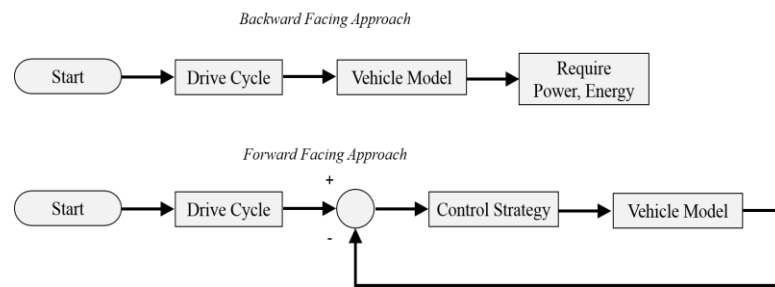 Backward Facing Approach
Start
Drive Cycle
Vehicle Model
Require
Power, Energy
Forward Facing Approach
+
Start
Drive Cycle
Control Strategy
Vehicle Model
-